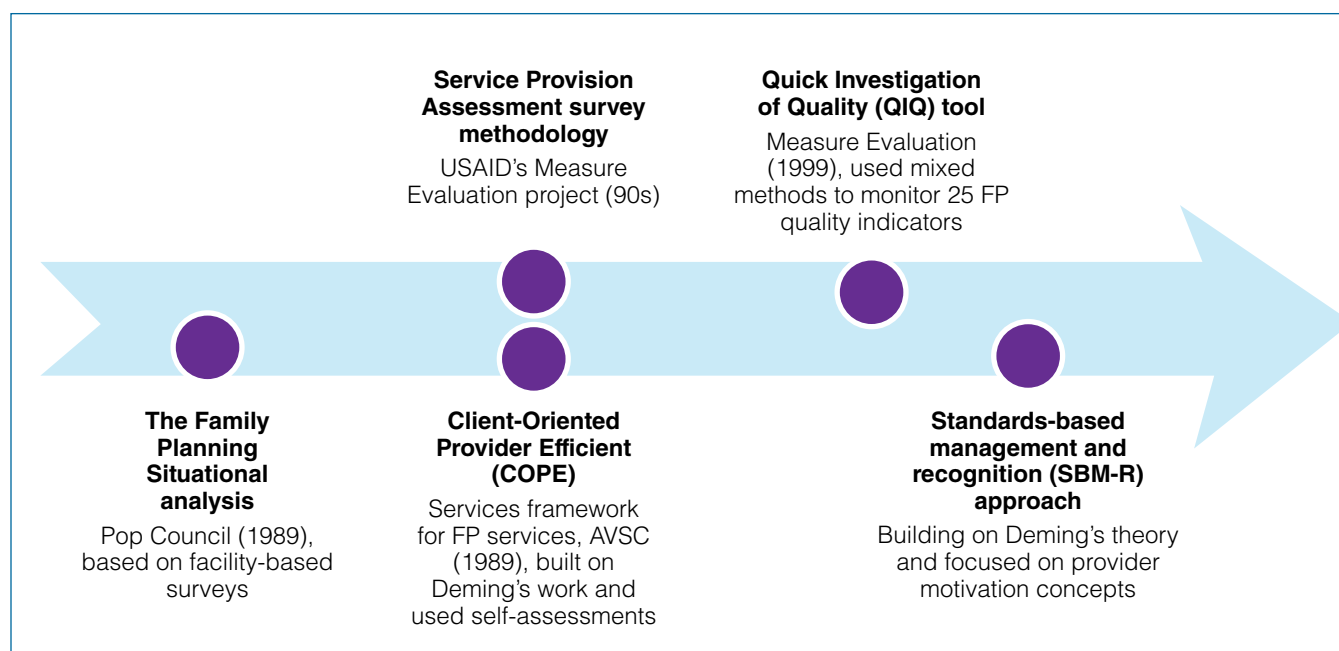 Service Provision
Assessment survey
methodology
USAID’s Measure
Evaluation project (90s)
Quick Investigation
of Quality (QIQ) tool
Measure Evaluation
(1999), used mixed
methods to monitor 25 FP
quality indicators
The Family
Planning
Situational
analysis
Pop Council (1989),
based on facility-based
surveys
Client-Oriented
Provider Efficient
(COPE)
Services framework
for FP services, AVSC
(1989), built on
Deming’s work and
used self-assessments
Standards-based
management and
recognition (SBM-R)
approach
Building on Deming’s theory
and focused on provider
motivation concepts